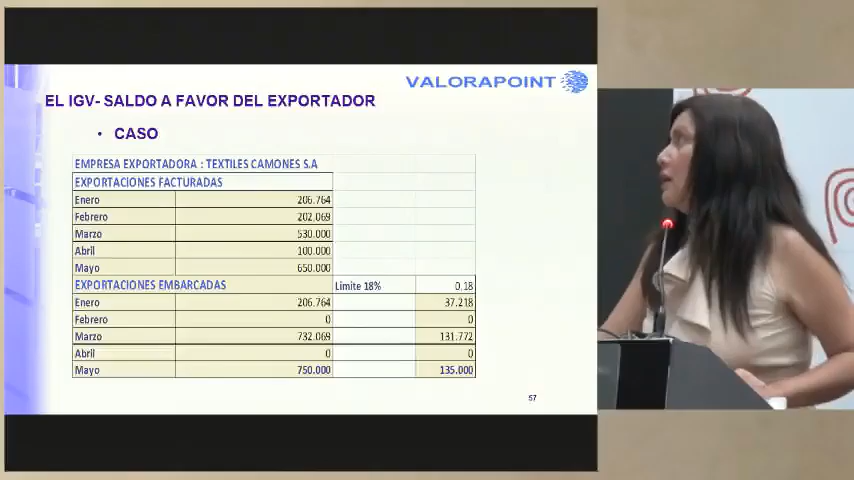 VALORAPOINT
EL IGV- SALDO A FAVOR DEL EXPORTADOR
• CASO
EMPRESA EXPORTADORA : TEXTILES CAMONES S.A
EXPORTACIONES FACTURADAS
Enero 206.764
Febrero 202.069
Marzo 530.000
Abril 100.000
Mayo 650.000
EXPORTACIONES EMBARCADAS Limite 18% 0,18
Enero 206.764 37.218
Febrero 0 0
Marzo 732.069 131.772
Abril 0 0
Mayo 750.000 135.000
57